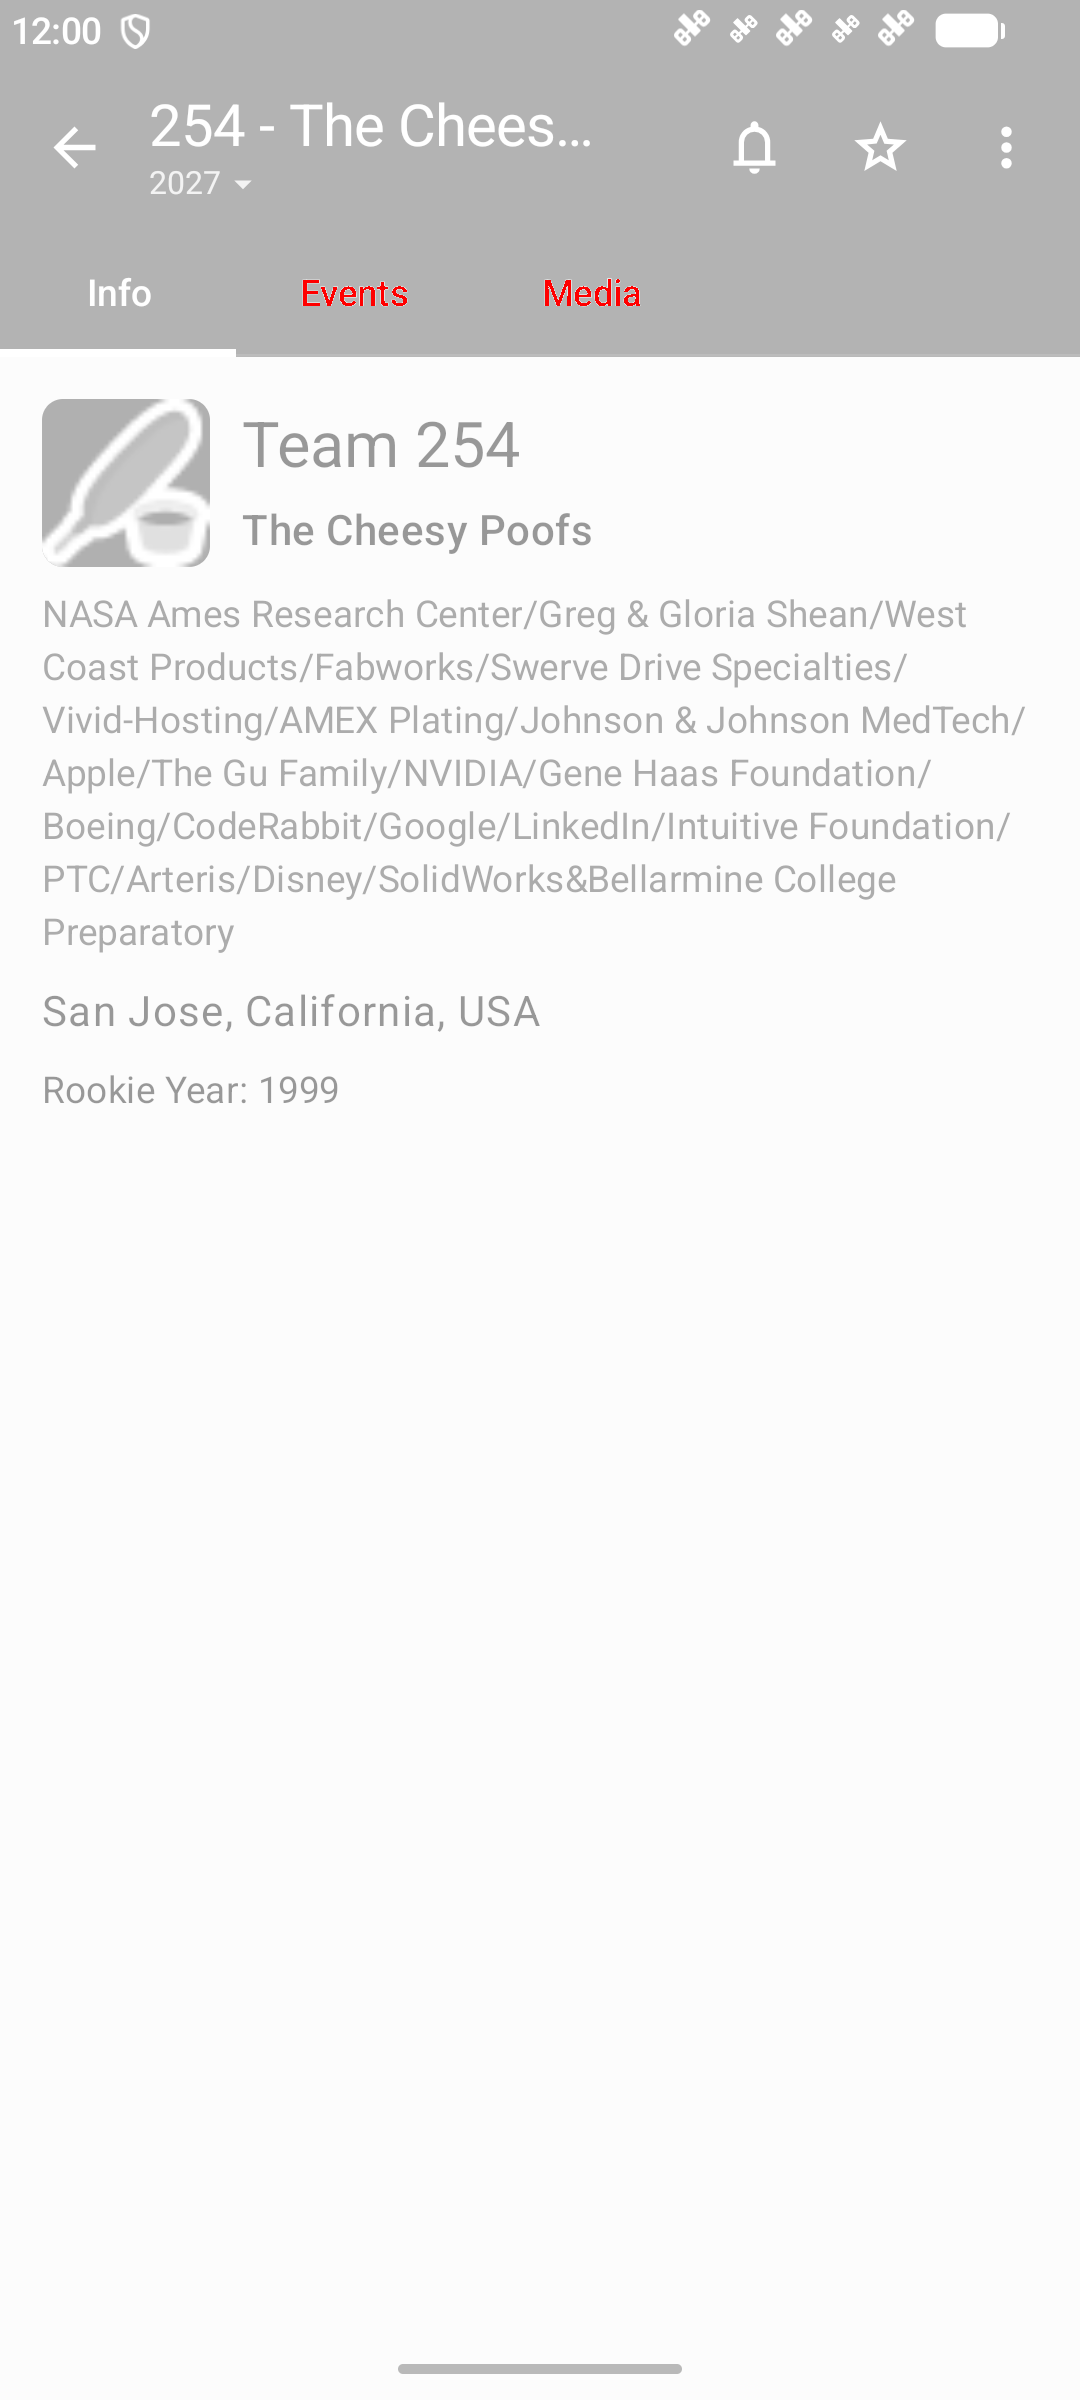 12:00
254 - The Chees...
2027
Info Events Media
Team 254
The Cheesy Poofs
NASA Ames Research Center/Greg & Gloria Shean/West
Coast Products/Fabworks/Swerve Drive Specialties/
Vivid-Hosting/AMEX Plating/Johnson & Johnson MedTech/
Apple/The Gu Family/NVIDIA/Gene Haas Foundation/
Boeing/CodeRabbit/Google/LinkedIn/Intuitive Foundation/
PTC/Arteris/Disney/SolidWorks&Bellarmine College
Preparatory
San Jose, California, USA
Rookie Year: 1999